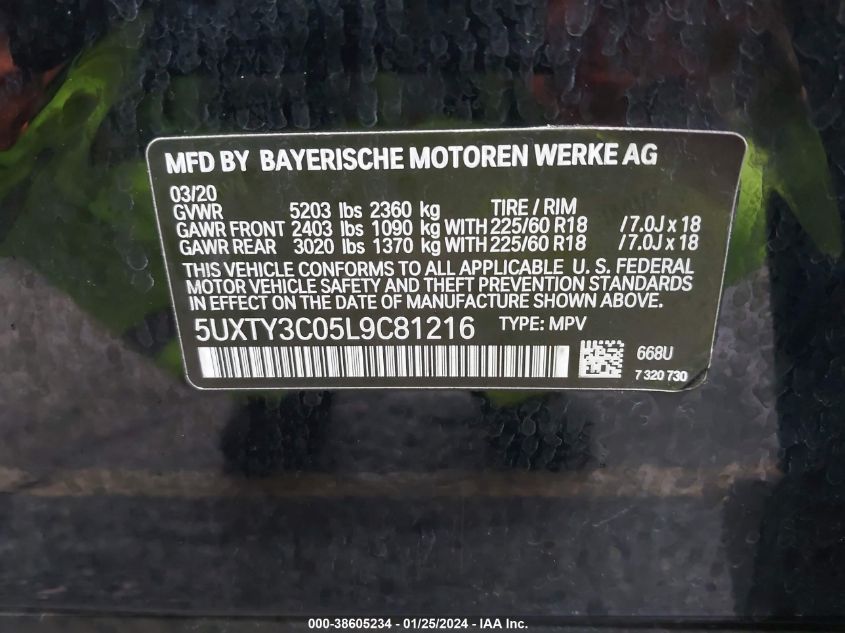 MFD BY BAYERISCHE MOTOREN WERKE AG
03/20
GVWR 5203 lbs 2360 kg TIRE / RIM
GAWR FRONT 2403 lbs 1090 kg WITH 225/60 R18 / 7.0J x 18
GAWR REAR 3020 lbs 1370 kg WITH 225/60 R18 / 7.0J x 18
THIS VEHICLE CONFORMS TO ALL APPLICABLE U. S. FEDERAL
MOTOR VEHICLE SAFETY AND THEFT PREVENTION STANDARDS
IN EFFECT ON THE DATE OF MANUFACTURE SHOWN ABOVE.
5UXTY3C05L9C81216 TYPE: MPV
668U
7 320 730
000-38605234 - 01/25/2024 - IAA Inc.